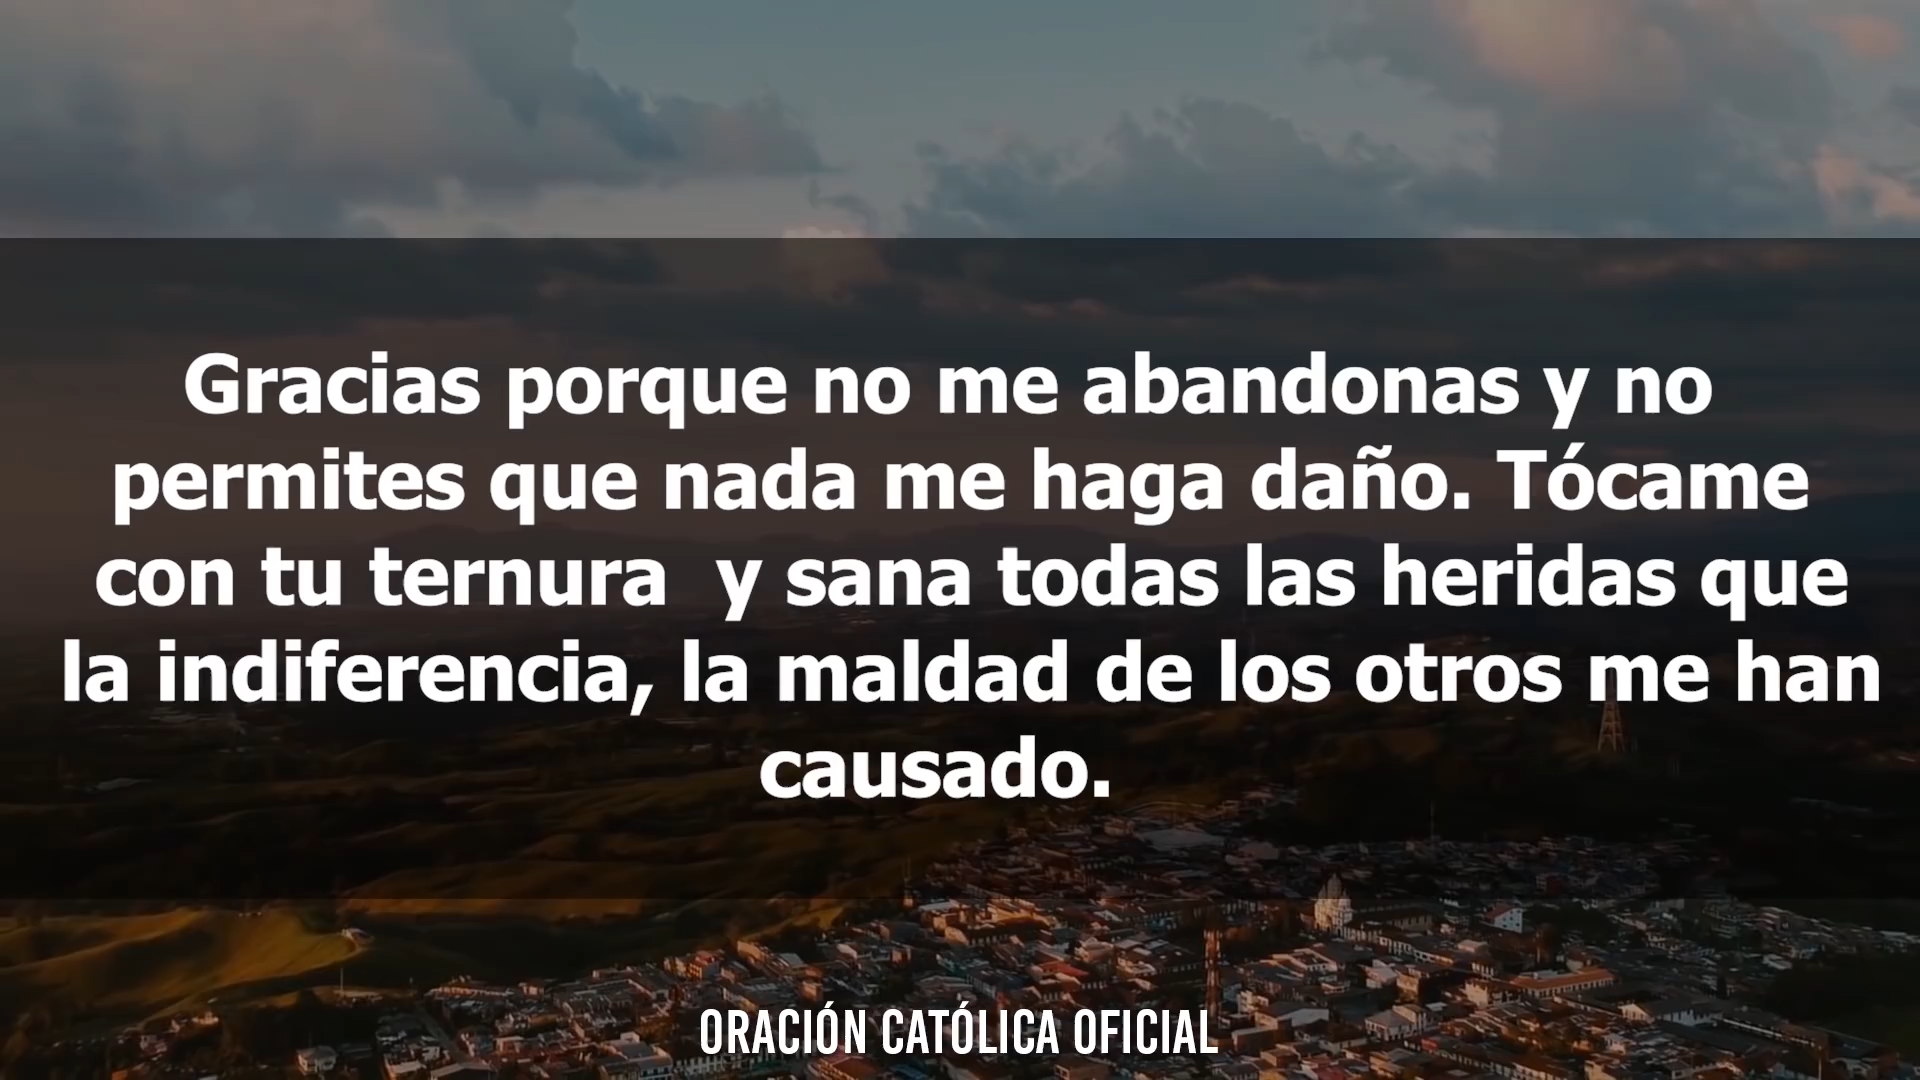 Gracias porque no me abandonas y no
permites que nada me haga daño. Tócame
con tu ternura  y sana todas las heridas que
la indiferencia, la maldad de los otros me han
causado.
ORACIÓN CATÓLICA OFICIAL